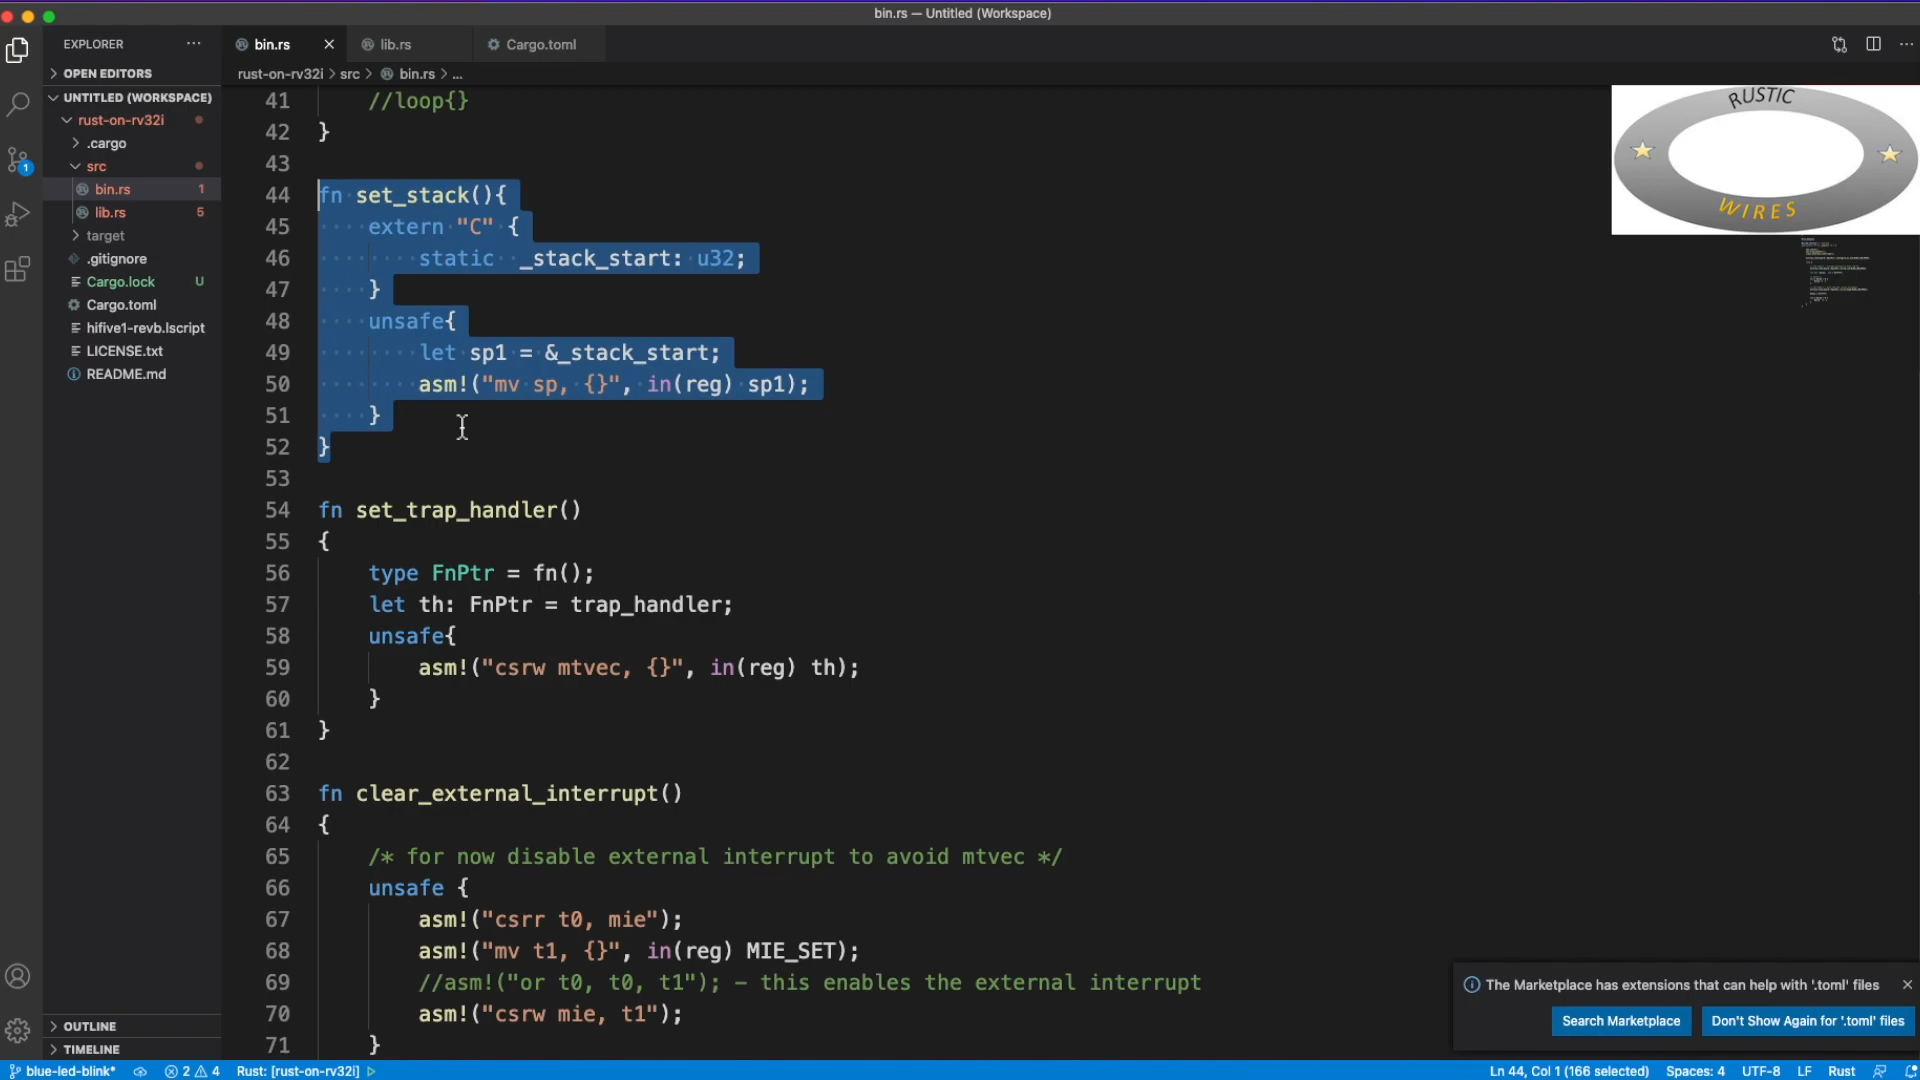 bin.rs — Untitled (Workspace)
EXPLORER ···
bin.rs ×
lib.rs
Cargo.toml
rust-on-rv32i > src > bin.rs > ...
> OPEN EDITORS
UNTITLED (WORKSPACE)
rust-on-rv32i
> .cargo
src
bin.rs 1
lib.rs 5
> target
.gitignore
Cargo.lock U
Cargo.toml
hifive1-revb.lscript
LICENSE.txt
README.md
> OUTLINE
> TIMELINE
1
41 //loop{}
42 }
43
44 fn set_stack(){
45 extern "C" {
46 static _stack_start: u32;
47 }
48 unsafe{
49 let sp1 = &_stack_start;
50 asm!("mv sp, {}", in(reg) sp1);
51 }
52 }
53
54 fn set_trap_handler()
55 {
56 type FnPtr = fn();
57 let th: FnPtr = trap_handler;
58 unsafe{
59 asm!("csrw mtvec, {}", in(reg) th);
60 }
61 }
62
63 fn clear_external_interrupt()
64 {
65 /* for now disable external interrupt to avoid mtvec */
66 unsafe {
67 asm!("csrr t0, mie");
68 asm!("mv t1, {}", in(reg) MIE_SET);
69 //asm!("or t0, t0, t1"); – this enables the external interrupt
70 asm!("csrw mie, t1");
71 }
RUSTIC
WIRES
The Marketplace has extensions that can help with '.toml' files
Search Marketplace
Don't Show Again for '.toml' files
blue-led-blink* 2 4 Rust: [rust-on-rv32i] Ln 44, Col 1 (166 selected) Spaces: 4 UTF-8 LF Rust